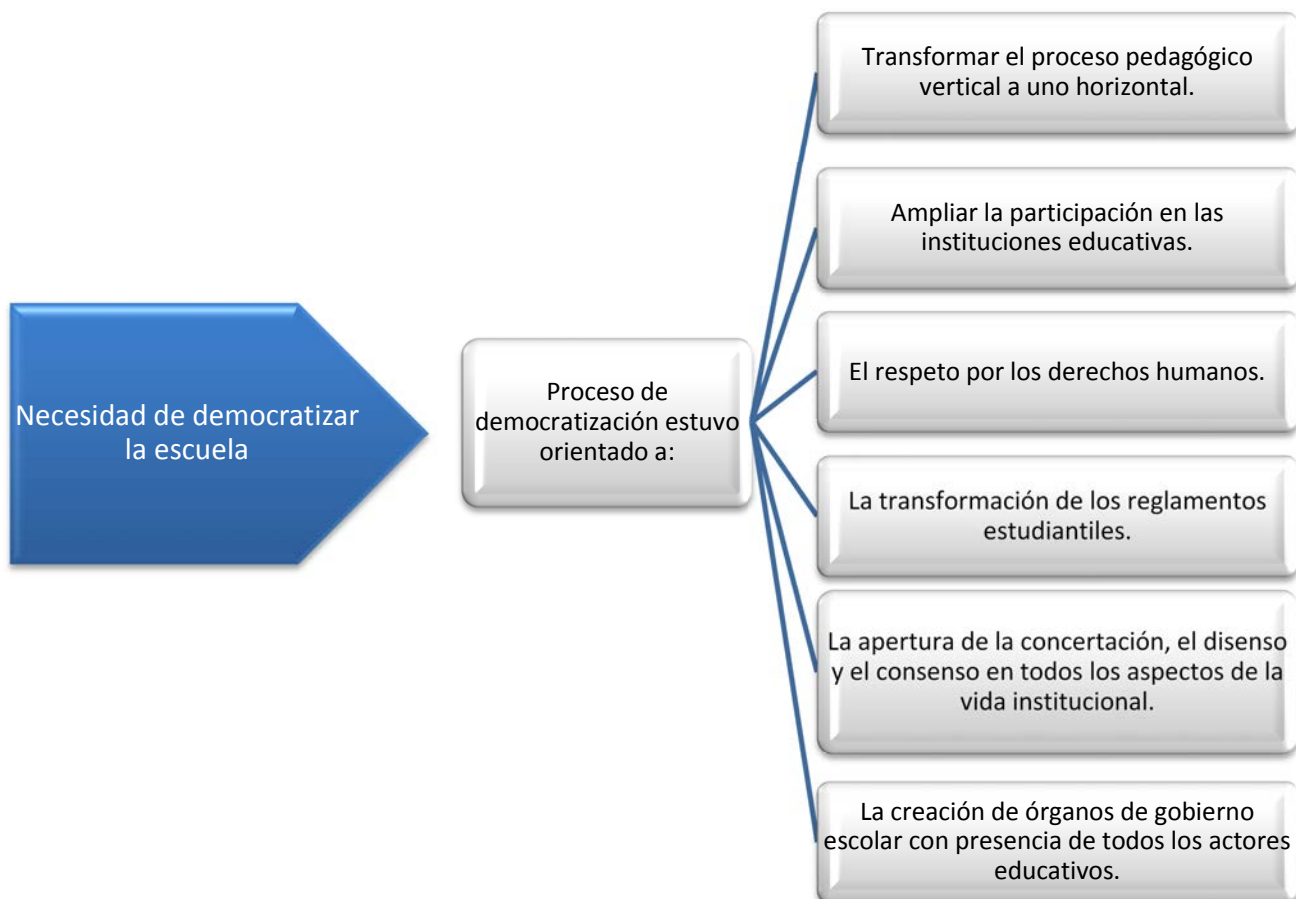 Transformar el proceso pedagógico
vertical a uno horizontal.
Ampliar la participación en las
instituciones educativas.
Necesidad de democratizar
la escuela
Proceso de
democratización estuvo
orientado a:
El respeto por los derechos humanos.
La transformación de los reglamentos
estudiantiles.
La apertura de la concertación, el disenso
y el consenso en todos los aspectos de la
vida institucional.
La creación de órganos de gobierno
escolar con presencia de todos los actores
educativos.